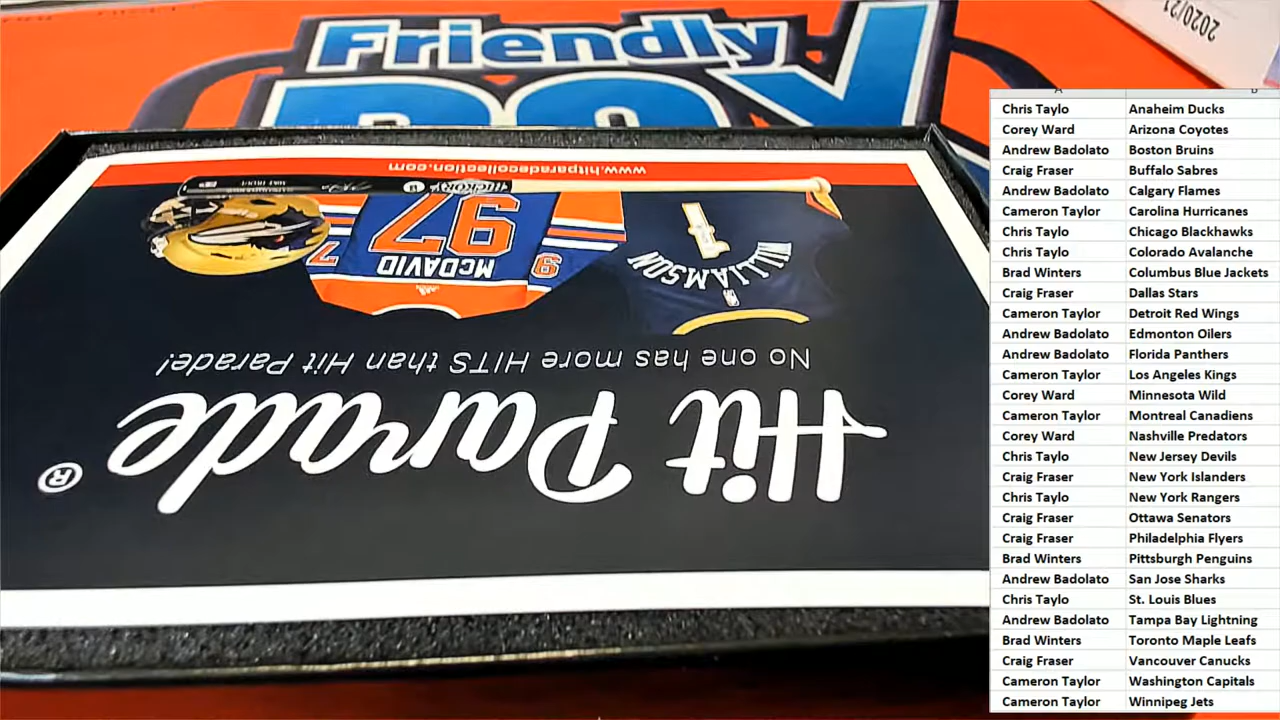 Friendly
BOX
2020/21
www.hitparadecollection.com
97
McDAVID
9
7
1
WILLIAMSON
No one has more HITS than Hit Parade!
Hit Parade®
A B
Chris Taylo Anaheim Ducks
Corey Ward Arizona Coyotes
Andrew Badolato Boston Bruins
Craig Fraser Buffalo Sabres
Andrew Badolato Calgary Flames
Cameron Taylor Carolina Hurricanes
Chris Taylo Chicago Blackhawks
Chris Taylo Colorado Avalanche
Brad Winters Columbus Blue Jackets
Craig Fraser Dallas Stars
Cameron Taylor Detroit Red Wings
Andrew Badolato Edmonton Oilers
Andrew Badolato Florida Panthers
Cameron Taylor Los Angeles Kings
Corey Ward Minnesota Wild
Cameron Taylor Montreal Canadiens
Corey Ward Nashville Predators
Chris Taylo New Jersey Devils
Craig Fraser New York Islanders
Chris Taylo New York Rangers
Craig Fraser Ottawa Senators
Craig Fraser Philadelphia Flyers
Brad Winters Pittsburgh Penguins
Andrew Badolato San Jose Sharks
Chris Taylo St. Louis Blues
Andrew Badolato Tampa Bay Lightning
Brad Winters Toronto Maple Leafs
Craig Fraser Vancouver Canucks
Cameron Taylor Washington Capitals
Cameron Taylor Winnipeg Jets